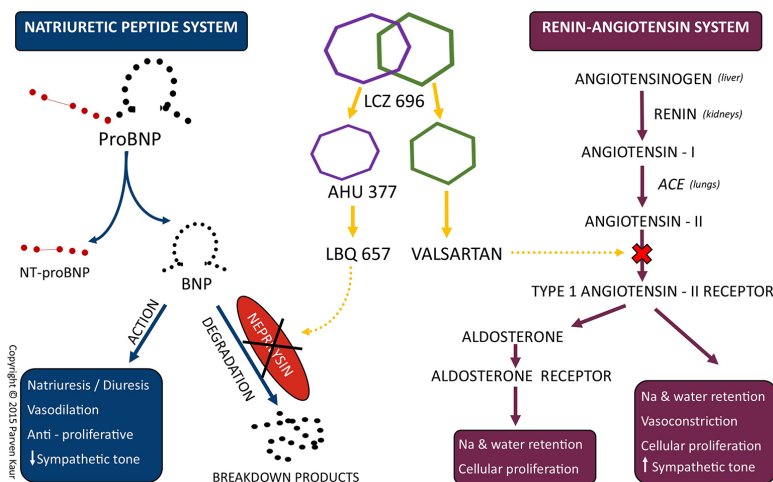 NATRIURETIC PEPTIDE SYSTEM
ProBNP
NT-proBNP
BNP
ACTION
DEGRADATION
NEPRILYSIN
Natriuresis / Diuresis
Vasodilation
Anti - proliferative
↓Sympathetic tone
BREAKDOWN PRODUCTS
Copyright © 2015 Parven Kaur
LCZ 696
AHU 377
LBQ 657
VALSARTAN
RENIN-ANGIOTENSIN SYSTEM
ANGIOTENSINOGEN (liver)
RENIN (kidneys)
ANGIOTENSIN - I
ACE (lungs)
ANGIOTENSIN - II
TYPE 1 ANGIOTENSIN - II RECEPTOR
ALDOSTERONE
ALDOSTERONE RECEPTOR
Na & water retention
Cellular proliferation
Na & water retention
Vasoconstriction
Cellular proliferation
↑ Sympathetic tone